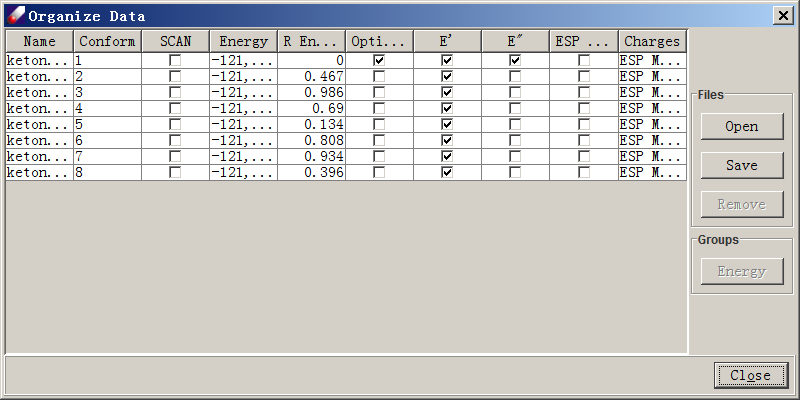 Organize Data
Name Conform SCAN Energy R En... Opti... E' E" ESP ... Charges
keton... 1 -121,... 0 ESP M...
keton... 2 -121,... 0.467 ESP M...
keton... 3 -121,... 0.986 ESP M...
keton... 4 -121,... 0.69 ESP M...
keton... 5 -121,... 0.134 ESP M...
keton... 6 -121,... 0.808 ESP M...
keton... 7 -121,... 0.934 ESP M...
keton... 8 -121,... 0.396 ESP M...
Files
Open
Save
Remove
Groups
Energy
Close